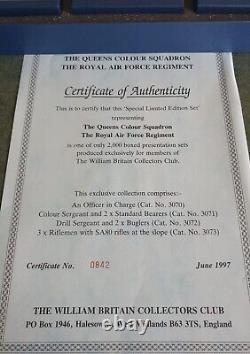 THE QUEENS COLOUR SQUADRON
THE ROYAL AIR FORCE REGIMENT
Certificate of Authenticity
This is to certify that this 'Special Limited Edition Set'
representing
The Queens Colour Squadron
The Royal Air Force Regiment
is one of only 2,000 boxed presentation sets
produced exclusively for members of
The William Britain Collectors Club.
This exclusive collection comprises:-
An Officer in Charge (Cat. No. 3070)
Colour Sergeant and 2 x Standard Bearers (Cat. No. 3071)
Drill Sergeant and 2 x Buglers (Cat. No. 3072)
3 x Riflemen with SA80 rifles at the slope (Cat. No. 3073)
Certificate No. 0842 June 1997
THE WILLIAM BRITAIN COLLECTORS CLUB
PO Box 1946, Halesow W lands B63 3TS, England